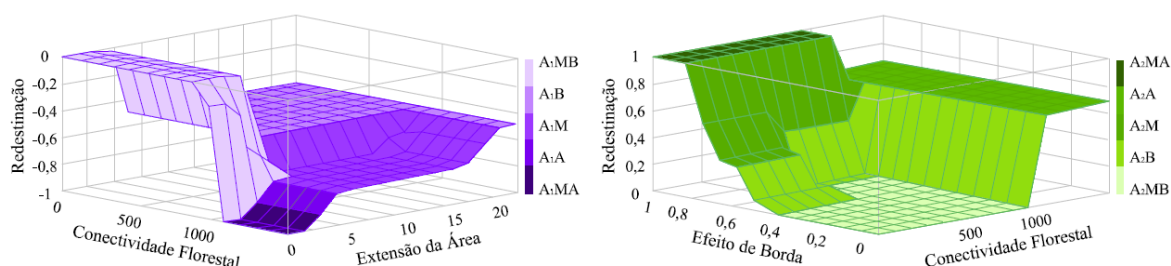 Redestinação
0
-0,2
-0,4
-0,6
-0,8
-1
0
500
1000
Conectividade Florestal
0
5
10
15
20
Extensão da Área
A₁MB
A₁B
A₁M
A₁A
A₁MA
Redestinação
1
0,8
0,6
0,4
0,2
0
1
0,8
0,6
0,4
0,2
0
Efeito de Borda
500
1000
Conectividade Florestal
A₂MA
A₂A
A₂M
A₂B
A₂MB